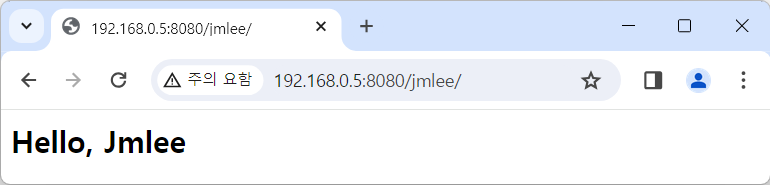 192.168.0.5:8080/jmlee/
주의 요함 192.168.0.5:8080/jmlee/
Hello, Jmlee